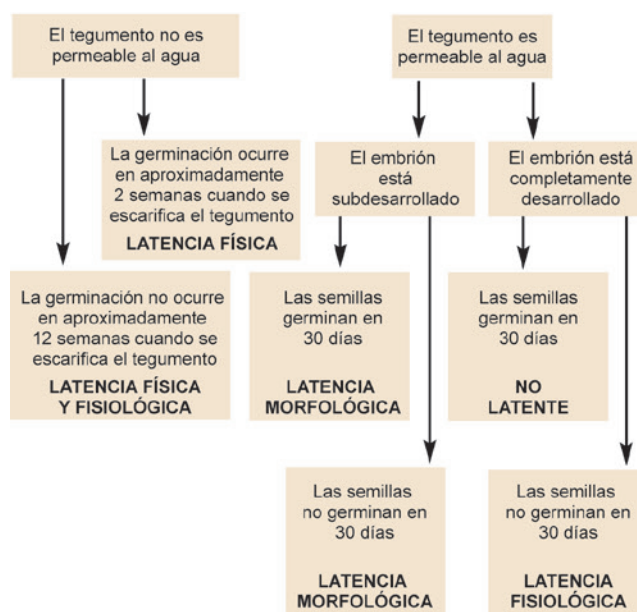 El tegumento no es
permeable al agua
La germinación ocurre
en aproximadamente
2 semanas cuando se
escarifica el tegumento
LATENCIA FÍSICA
La germinación no ocurre
en aproximadamente
12 semanas cuando se
escarifica el tegumento
LATENCIA FÍSICA
Y FISIOLÓGICA
El tegumento es
permeable al agua
El embrión
está
subdesarrollado
El embrión está
completamente
desarrollado
Las semillas
germinan en
30 días
LATENCIA
MORFOLÓGICA
Las semillas
germinan en
30 días
NO
LATENTE
Las semillas
no germinan en
30 días
LATENCIA
MORFOLÓGICA
Las semillas
no germinan en
30 días
LATENCIA
FISIOLÓGICA